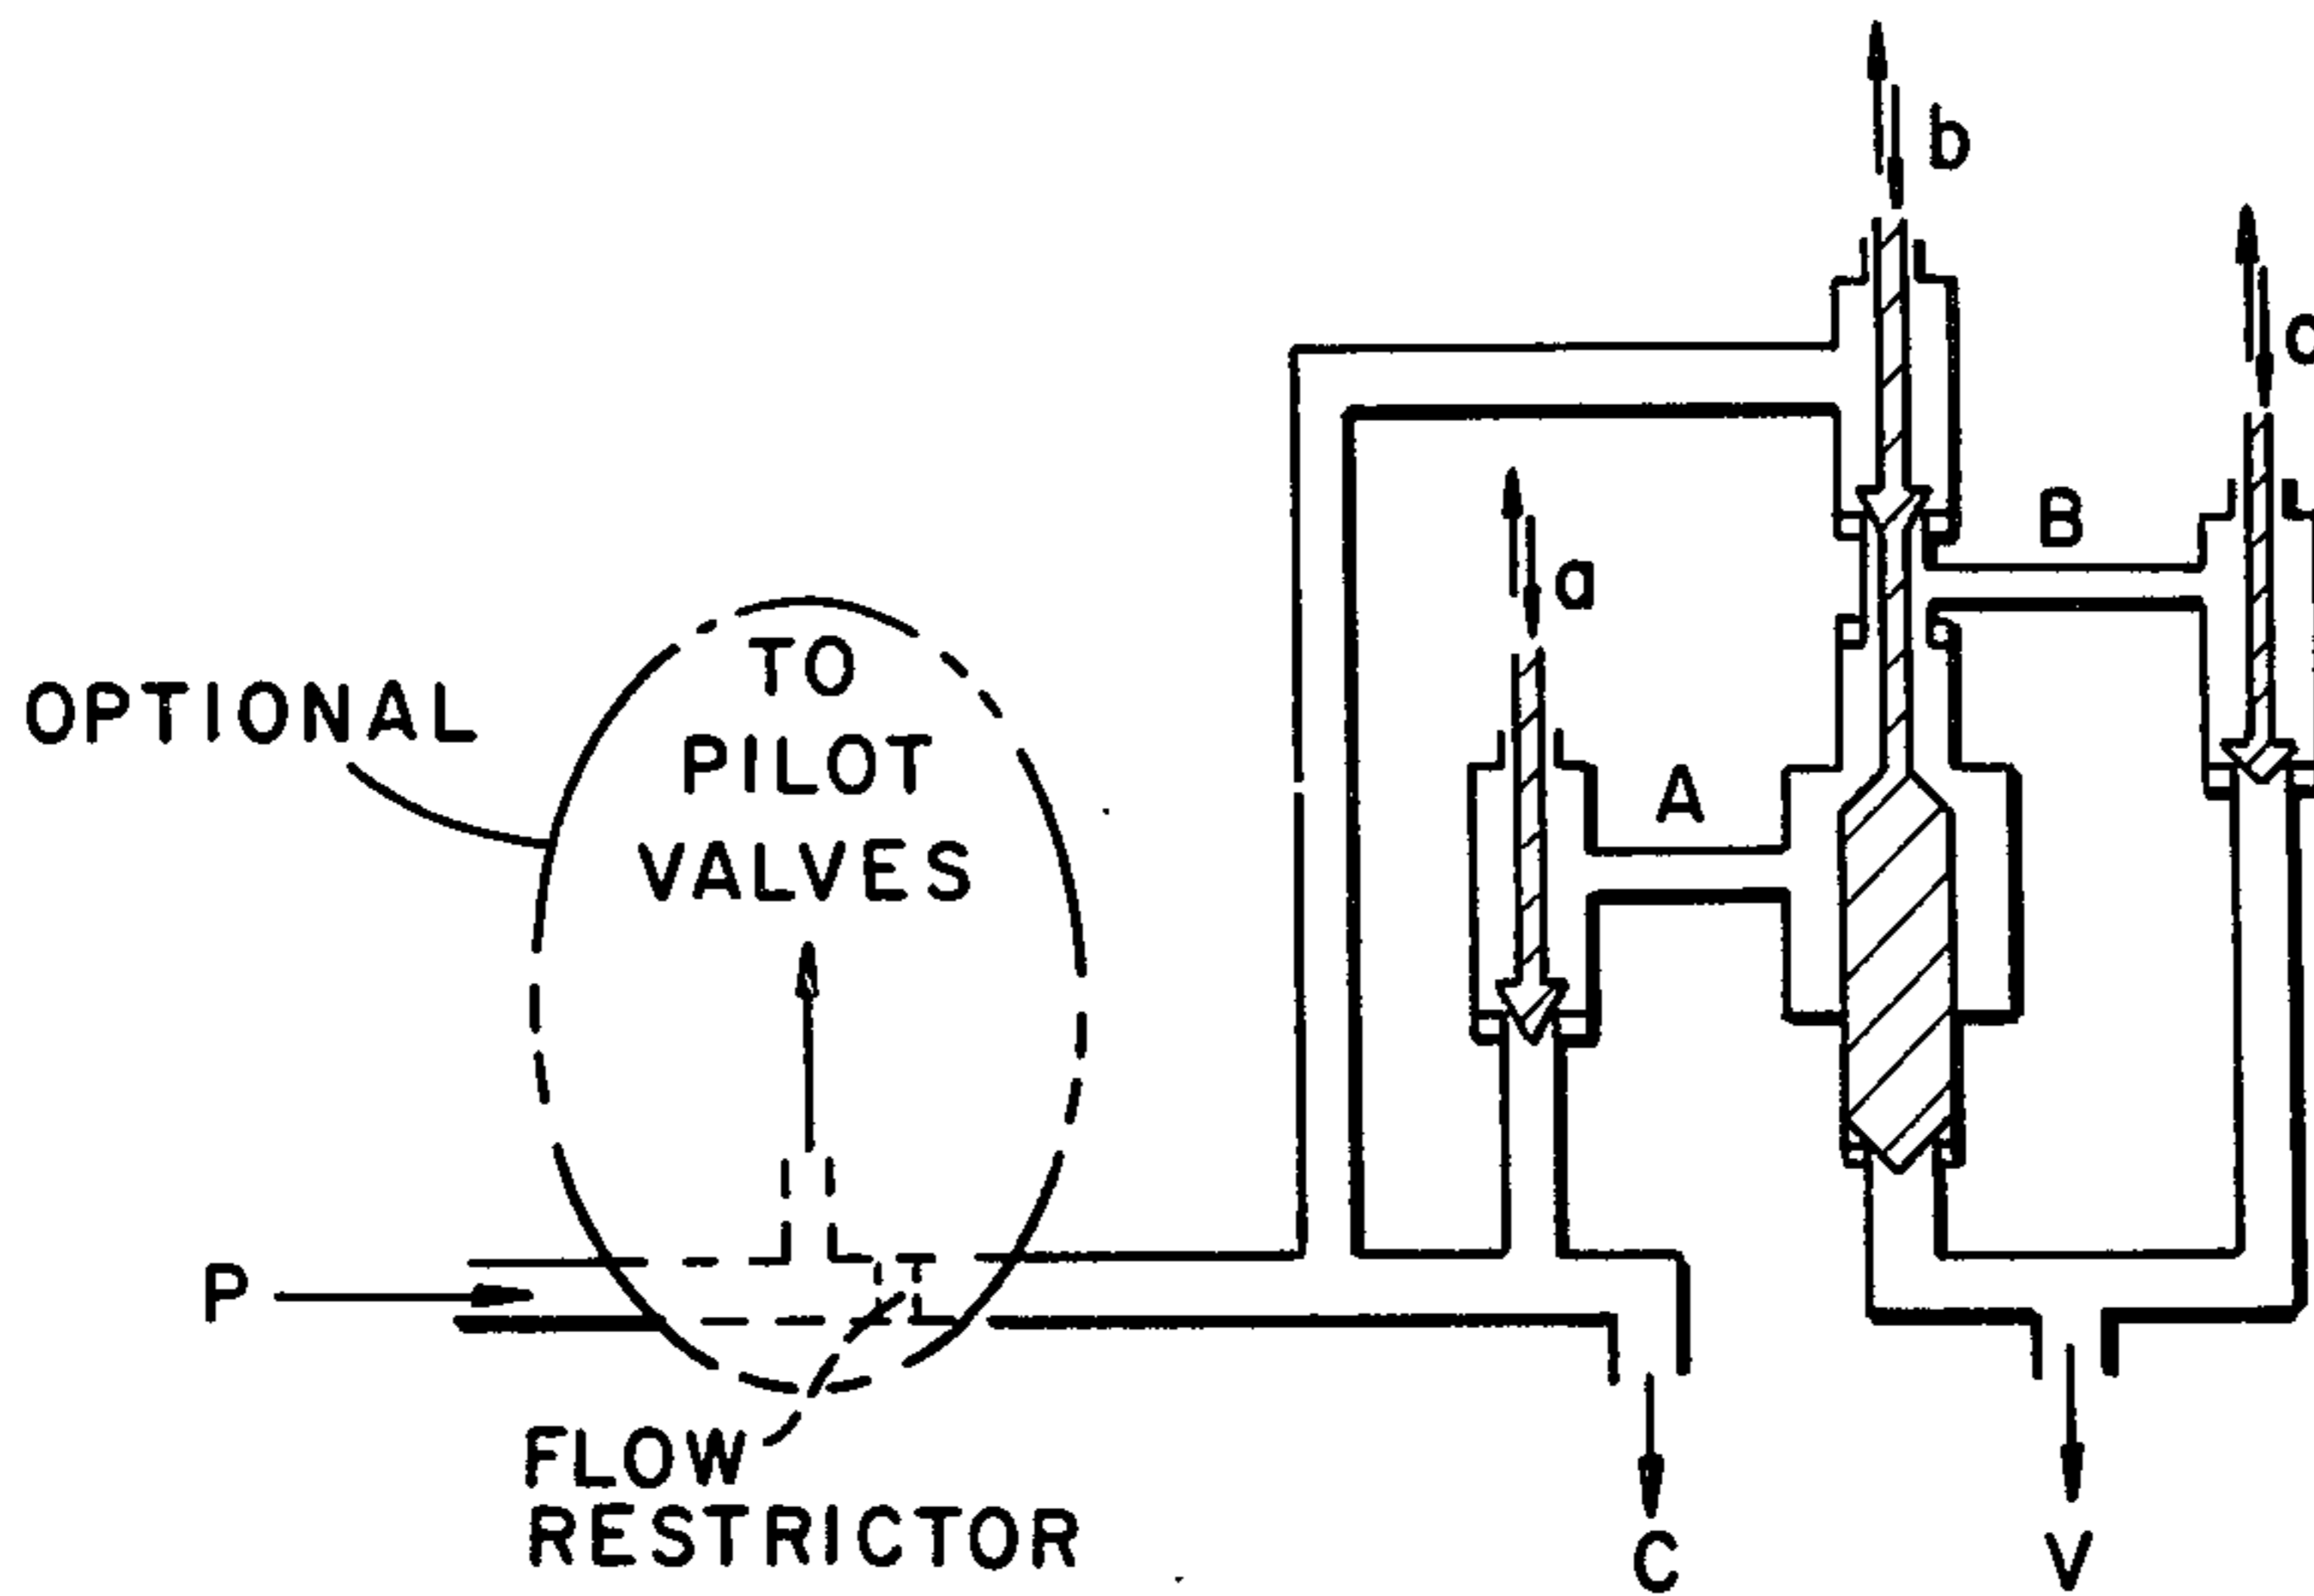 b
B
a
A
TO
PILOT
VALVES
OPTIONAL
P
FLOW
RESTRICTOR
C
V